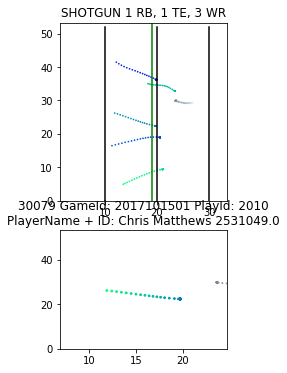 SHOTGUN 1 RB, 1 TE, 3 WR
50
40
30
20
10
0
10 20 30
30079 GameId: 2017101501 PlayId: 2010
PlayerName + ID: Chris Matthews 2531049.0
40
20
0
10 15 20